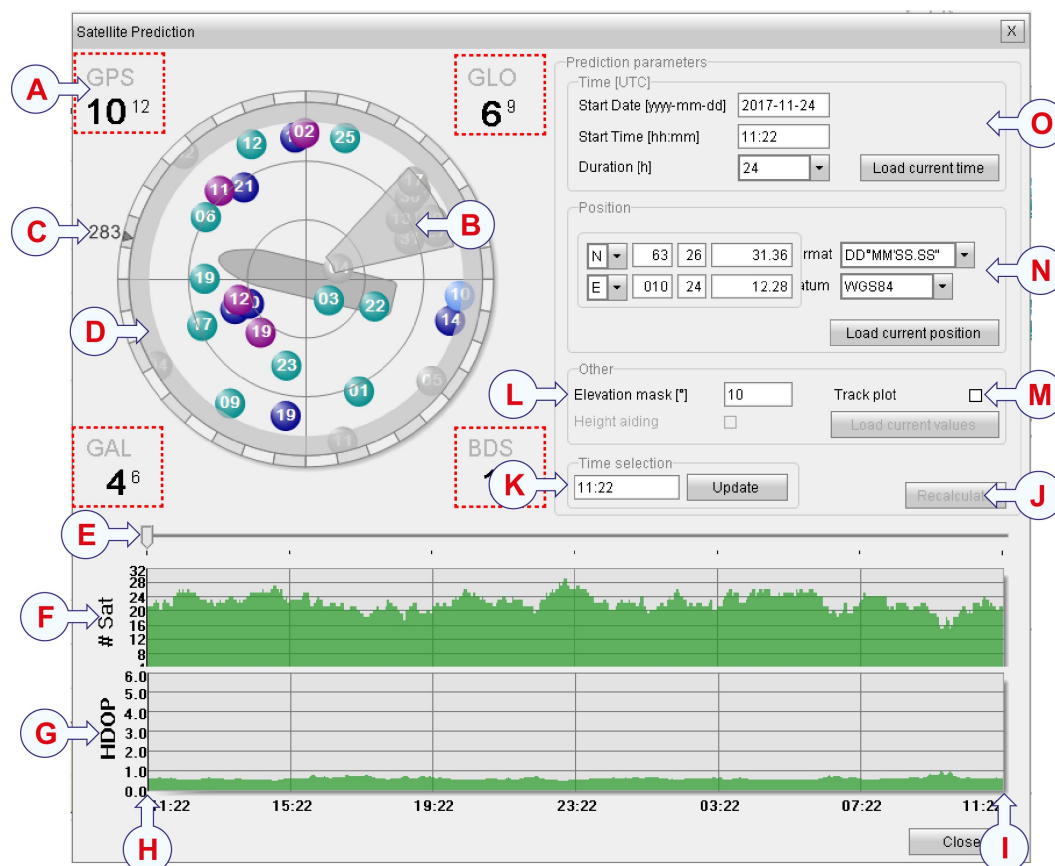 Satellite Prediction X
GPS
10 12
GLO
6 9
GAL
4 6
BDS
A
B
C
D
E
F
G
H
I
J
K
L
M
N
O
283
02
25
12
11
21
06
19
12
17
19
03
22
10
14
23
01
09
19
05
11
17
Prediction parameters
Time [UTC]
Start Date [yyyy-mm-dd] 2017-11-24
Start Time [hh:mm] 11:22
Duration [h] 24 Load current time
Position
N 63 26 31.36 rmat DD°MM'SS.SS"
E 010 24 12.28 atum WGS84
Load current position
Other
Elevation mask [°] 10 Track plot
Height aiding Load current values
Time selection
11:22 Update
Recalculat
# Sat
32
28
24
20
16
12
8
HDOP
6.0
5.0
4.0
3.0
2.0
1.0
0.0
1:22 15:22 19:22 23:22 03:22 07:22 11:2
Close